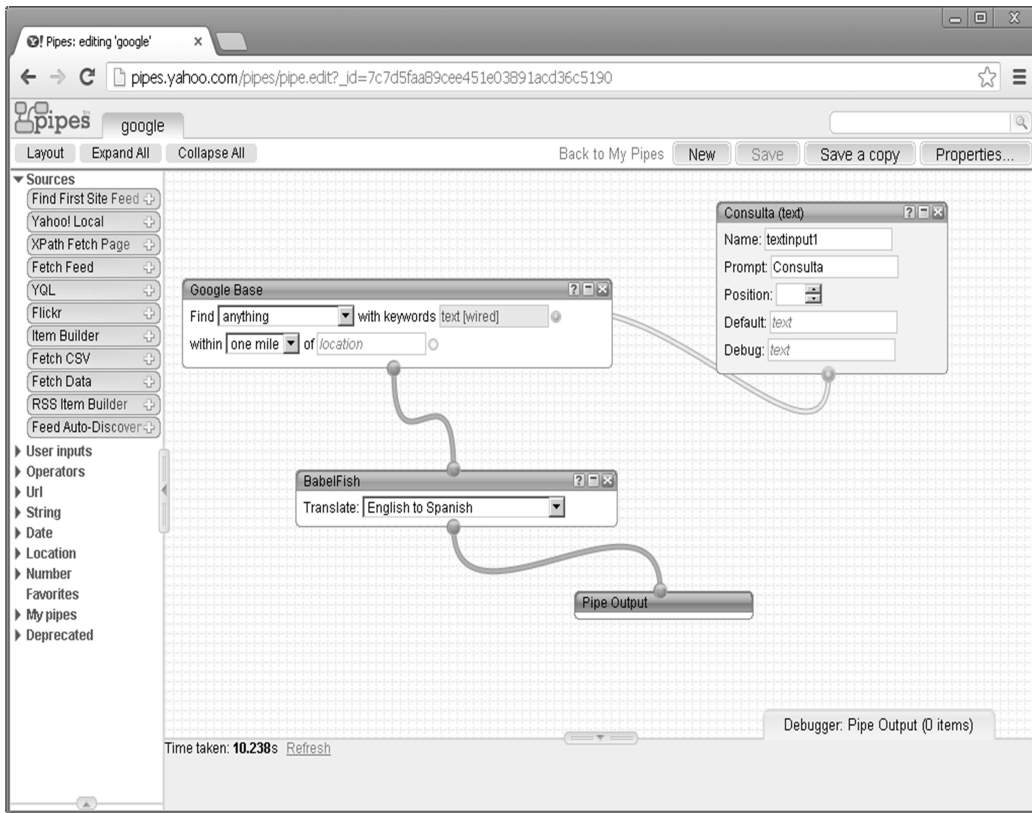 Pipes: editing 'google'
pipes.yahoo.com/pipes/pipe.edit?_id=7c7d5faa89cee451e03891acd36c5190
pipes
google
Layout Expand All Collapse All Back to My Pipes New Save Save a copy Properties...
Sources
Find First Site Feed
Yahoo! Local
XPath Fetch Page
Fetch Feed
YQL
Flickr
Item Builder
Fetch CSV
Fetch Data
RSS Item Builder
Feed Auto-Discover
User inputs
Operators
Url
String
Date
Location
Number
Favorites
My pipes
Deprecated
Consulta (text)
Name: textinput1
Prompt: Consulta
Position:
Default: text
Debug: text
Google Base
Find anything with keywords text [wired]
within one mile of location
BabelFish
Translate: English to Spanish
Pipe Output
Debugger: Pipe Output (0 items)
Time taken: 10.238s Refresh